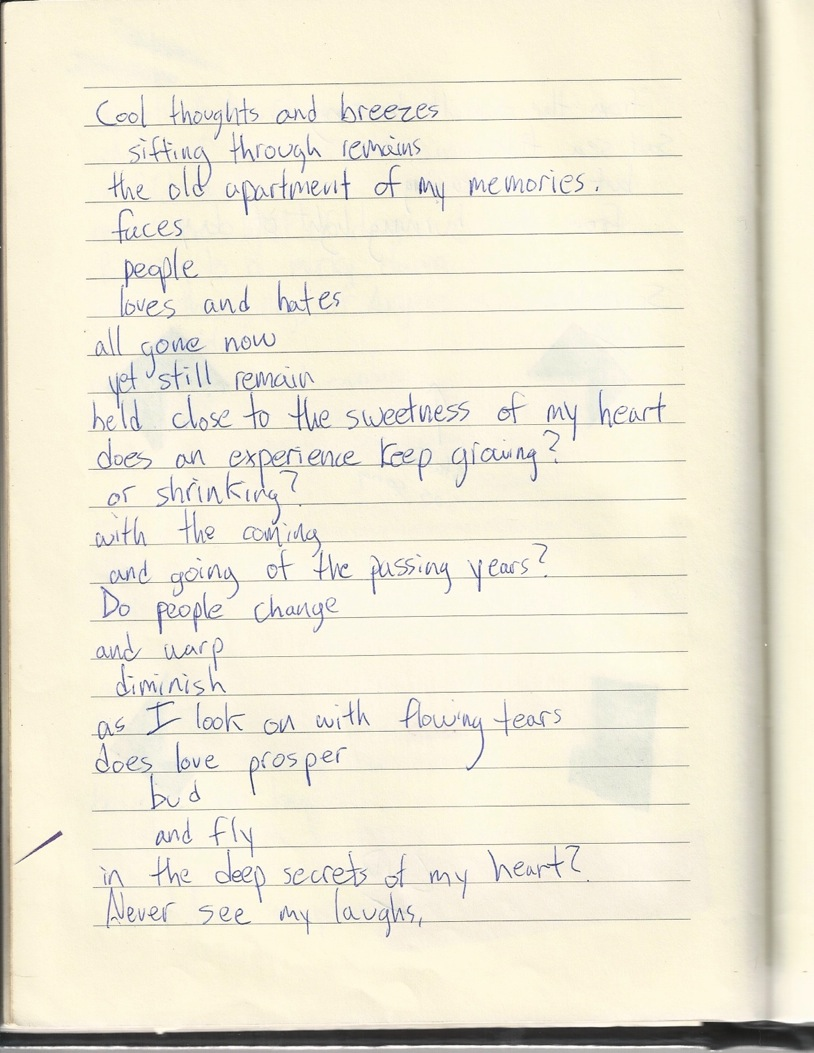 Cool thoughts and breezes
sifting through remains
the old apartment of my memories.
faces
people
loves and hates
all gone now
yet still remain
held close to the sweetness of my heart
does an experience keep growing?
or shrinking?
with the coming
and going of the passing years?
Do people change
and warp
diminish
as I look on with flowing tears
does love prosper
bud
and fly
in the deep secrets of my heart?
Never see my laughs,